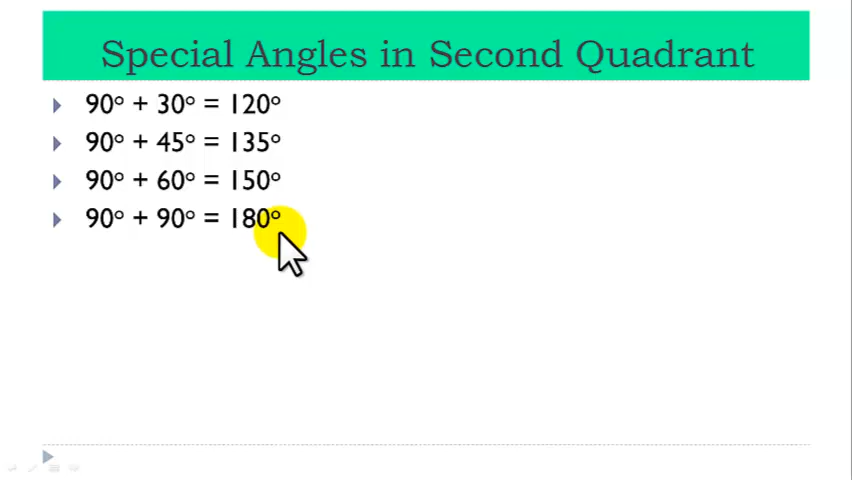 Special Angles in Second Quadrant
90° + 30° = 120°
90° + 45° = 135°
90° + 60° = 150°
90° + 90° = 180°